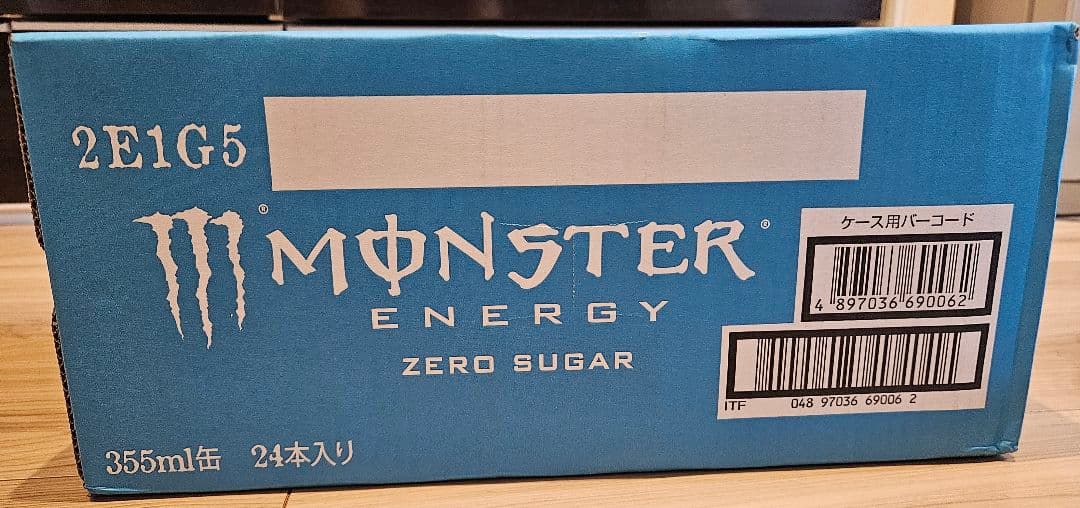 2E1G5
MONSTER
ENERGY
ZERO SUGAR
ケース用バーコード
4 897036 690062
ITF 048 97036 69006 2
355ml缶 24本入り